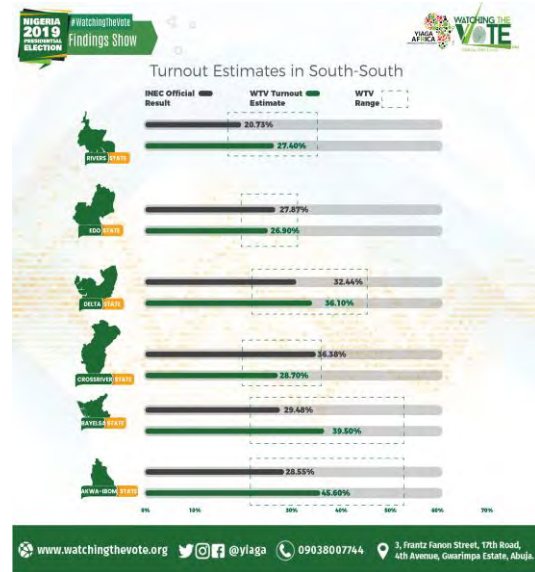 NIGERIA
2019
PRESIDENTIAL
ELECTION
#WatchingTheVote
Findings Show
YIAGA
AFRICA
WATCHING THE
VOTE
Turnout Estimates in South-South
INEC Official
Result
WTV Turnout
Estimate
WTV
Range
20.73%
27.40%
RIVERS STATE
27.87%
26.90%
EDO STATE
32.44%
36.10%
DELTA STATE
36.38%
28.70%
CROSSRIVER STATE
29.48%
39.50%
BAYELSA STATE
28.55%
45.60%
AKWA-IBOM STATE
0% 10% 20% 30% 40% 50% 60% 70%
www.watchingthevote.org @yiaga 09038007744 3, Frantz Fanon Street, 17th Road,
4th Avenue, Gwarimpa Estate, Abuja.